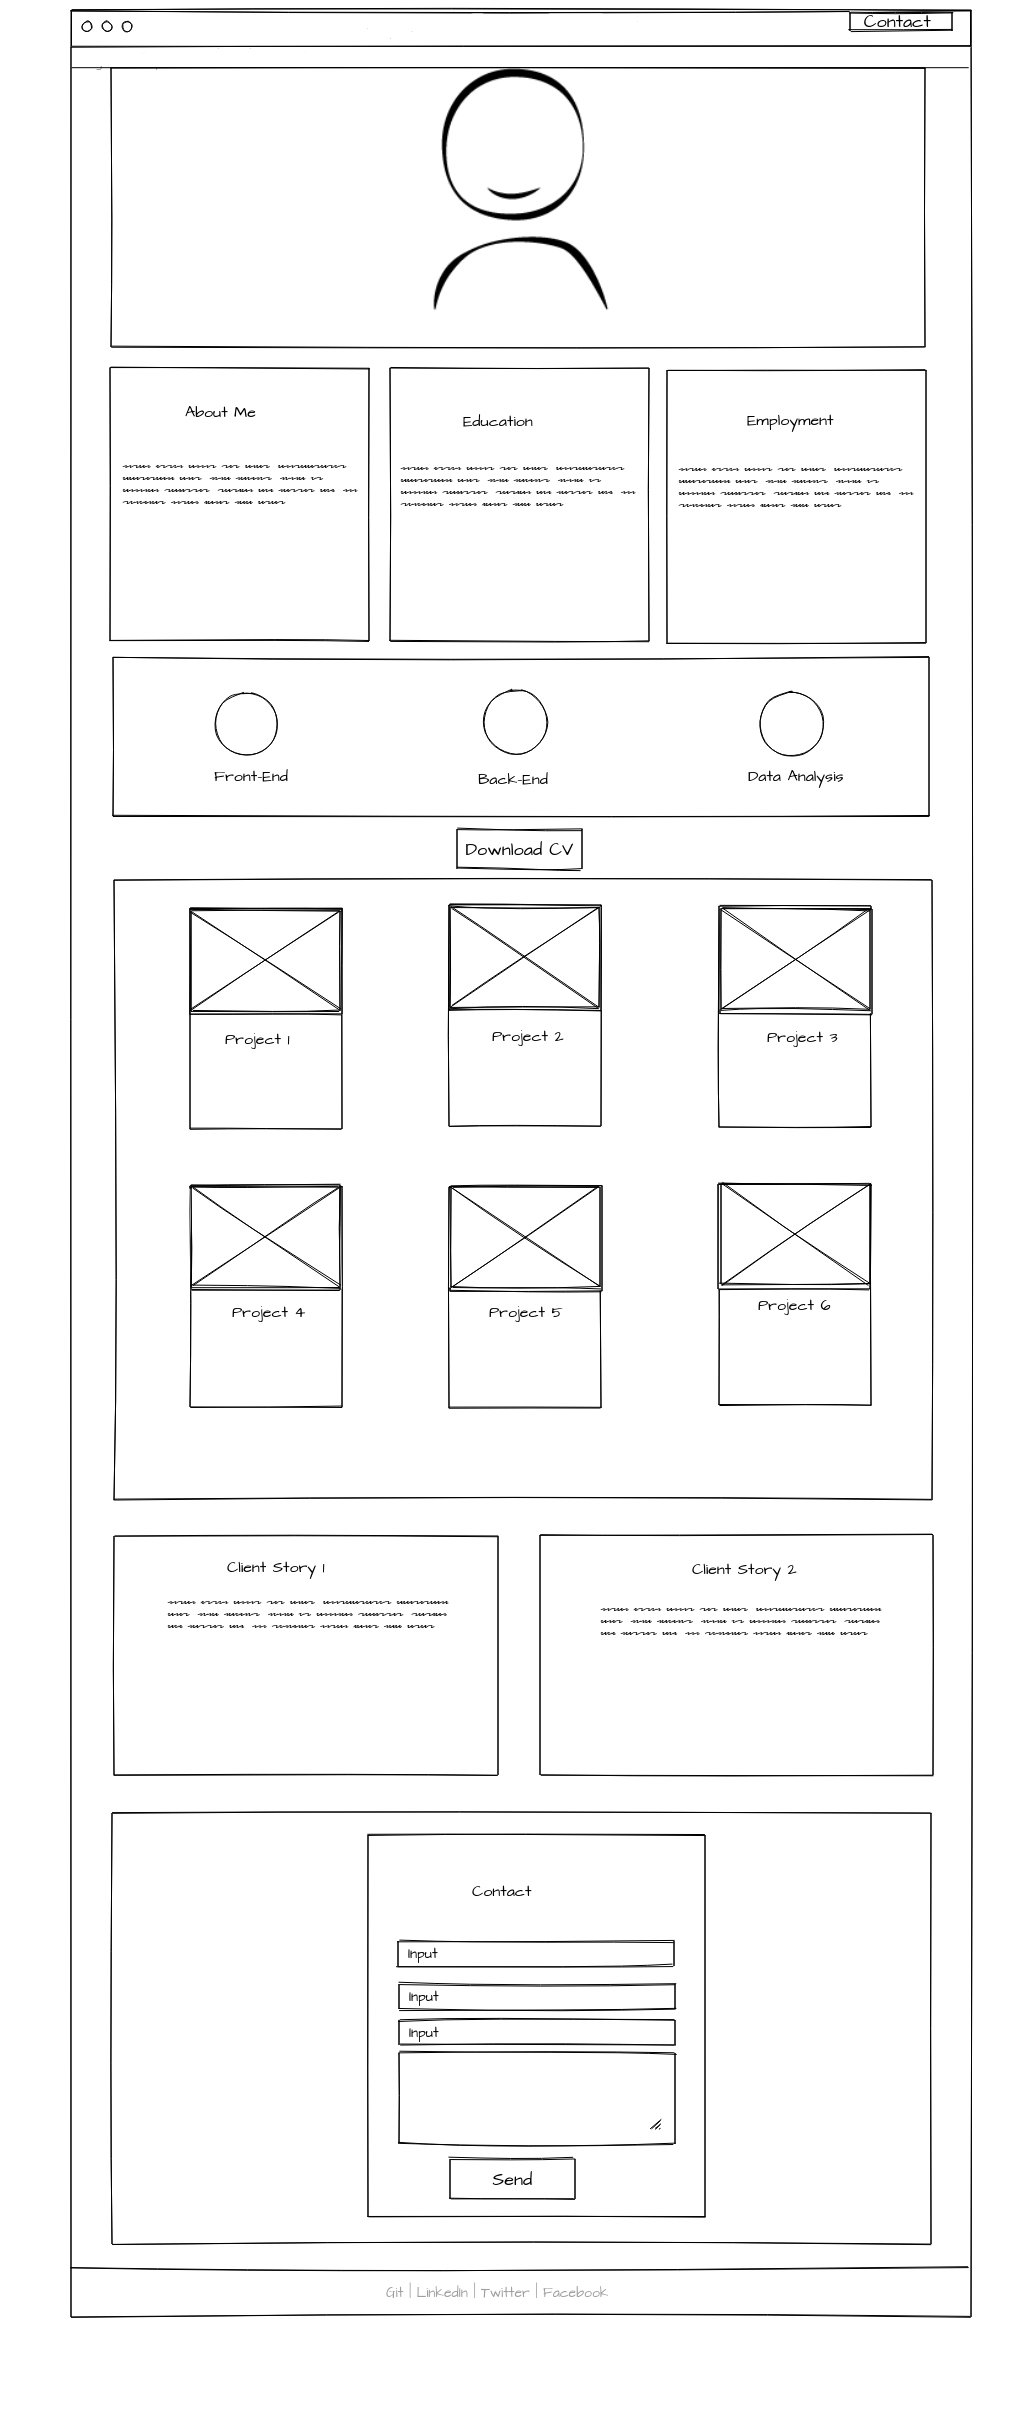 Contact
About Me
Education
Employment
Front-End
Back-End
Data Analysis
Download CV
Project 1
Project 2
Project 3
Project 4
Project 5
Project 6
Client Story 1
Client Story 2
Contact
Input
Input
Input
Send
Git | LinkedIn | Twitter | Facebook